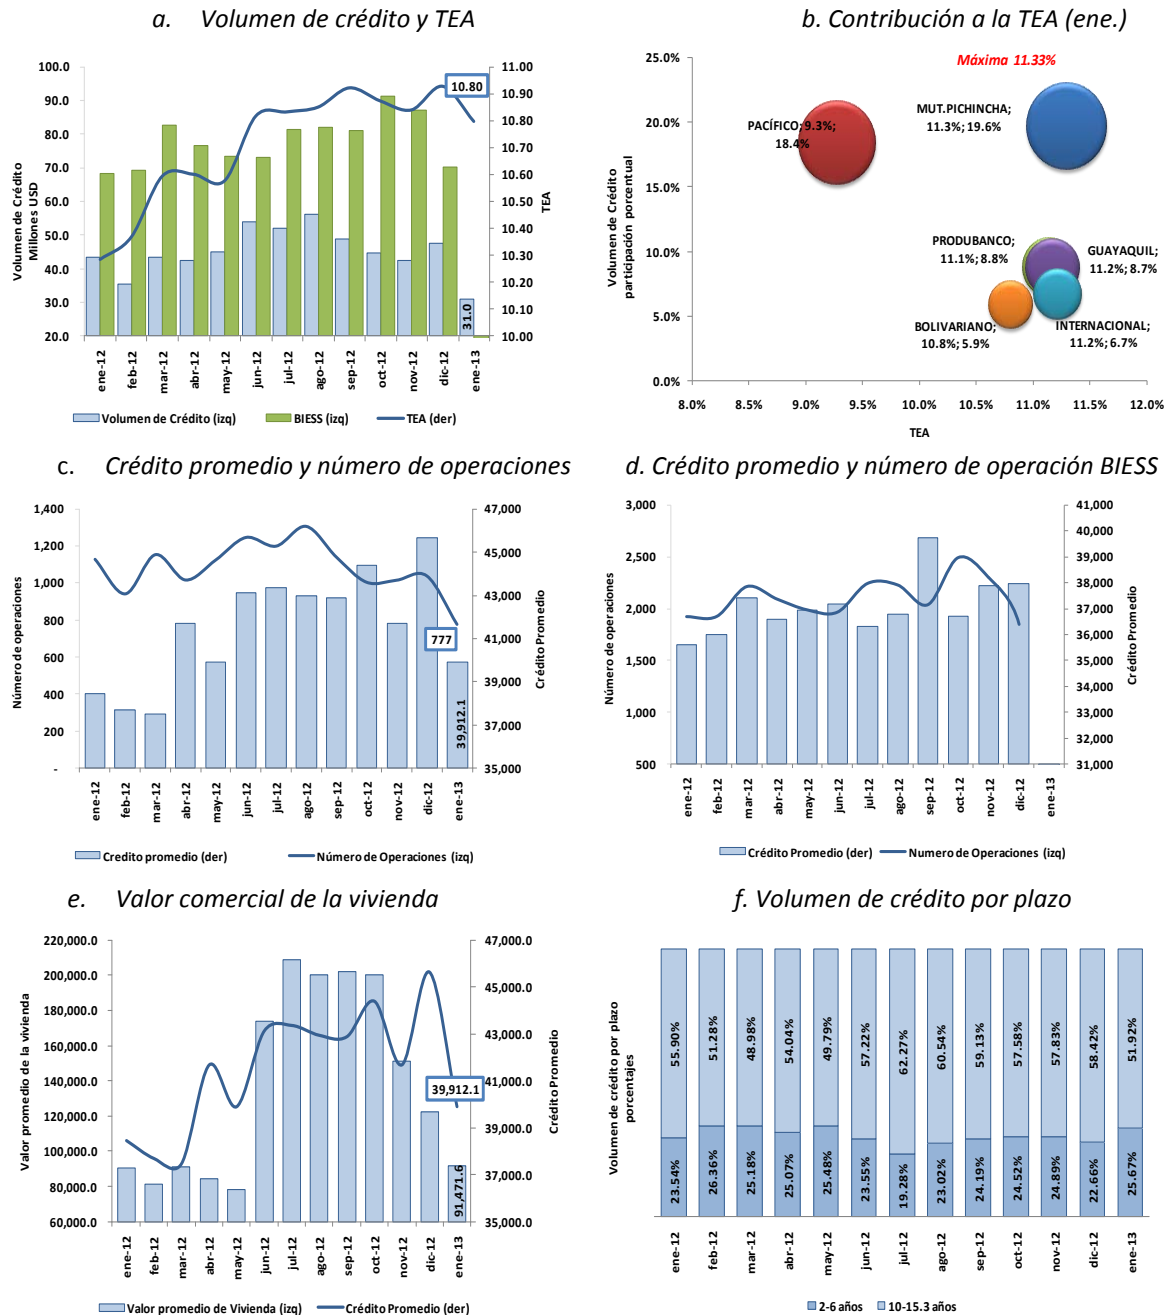 a. Volumen de crédito y TEA
100.0
90.0
80.0
70.0
60.0
50.0
40.0
30.0
20.0
Volumen de Crédito
Millones USD
11.00
10.90
10.80
10.70
10.60
10.50
10.40
10.30
10.20
10.10
10.00
TEA
10.80
31.0
ene-12
feb-12
mar-12
abr-12
may-12
jun-12
jul-12
ago-12
sep-12
oct-12
nov-12
dic-12
ene-13
Volumen de Crédito (izq)
BIESS (izq)
TEA (der)
b. Contribución a la TEA (ene.)
25.0%
20.0%
15.0%
10.0%
5.0%
0.0%
Volumen de Crédito
participación porcentual
Máxima 11.33%
PACÍFICO; 9.3%;
18.4%
MUT.PICHINCHA;
11.3%; 19.6%
PRODUBANCO;
11.1%; 8.8%
GUAYAQUIL;
11.2%; 8.7%
BOLIVARIANO;
10.8%; 5.9%
INTERNACIONAL;
11.2%; 6.7%
8.0%
8.5%
9.0%
9.5%
10.0%
10.5%
11.0%
11.5%
12.0%
TEA
c. Crédito promedio y número de operaciones
1,400
1,200
1,000
800
600
400
200
-
Número de operaciones
47,000
45,000
43,000
41,000
39,000
37,000
35,000
Crédito Promedio
777
39,912.1
ene-12
feb-12
mar-12
abr-12
may-12
jun-12
jul-12
ago-12
sep-12
oct-12
nov-12
dic-12
ene-13
Credito promedio (der)
Número de Operaciones (izq)
d. Crédito promedio y número de operación BIESS
3,000
2,500
2,000
1,500
1,000
500
Número de operaciones
41,000
40,000
39,000
38,000
37,000
36,000
35,000
34,000
33,000
32,000
31,000
Crédito Promedio
ene-12
feb-12
mar-12
abr-12
may-12
jun-12
jul-12
ago-12
sep-12
oct-12
nov-12
dic-12
ene-13
Crédito Promedio (der)
Numero de Operaciones (izq)
e. Valor comercial de la vivienda
220,000.0
200,000.0
180,000.0
160,000.0
140,000.0
120,000.0
100,000.0
80,000.0
60,000.0
Valor promedio de la vivienda
47,000.0
45,000.0
43,000.0
41,000.0
39,000.0
37,000.0
35,000.0
Crédito Promedio
39,912.1
91,471.6
ene-12
feb-12
mar-12
abr-12
may-12
jun-12
jul-12
ago-12
sep-12
oct-12
nov-12
dic-12
ene-13
Valor promedio de Vivienda (izq)
Crédito Promedio (der)
f. Volumen de crédito por plazo
Volumen de crédito por plazo
porcentajes
55.90%
51.28%
48.98%
54.04%
49.79%
57.22%
62.27%
60.54%
59.13%
57.58%
57.83%
58.42%
51.92%
23.54%
26.36%
25.18%
25.07%
25.48%
23.55%
19.28%
23.02%
24.19%
24.52%
24.89%
22.66%
25.67%
ene-12
feb-12
mar-12
abr-12
may-12
jun-12
jul-12
ago-12
sep-12
oct-12
nov-12
dic-12
ene-13
2-6 años
10-15.3 años